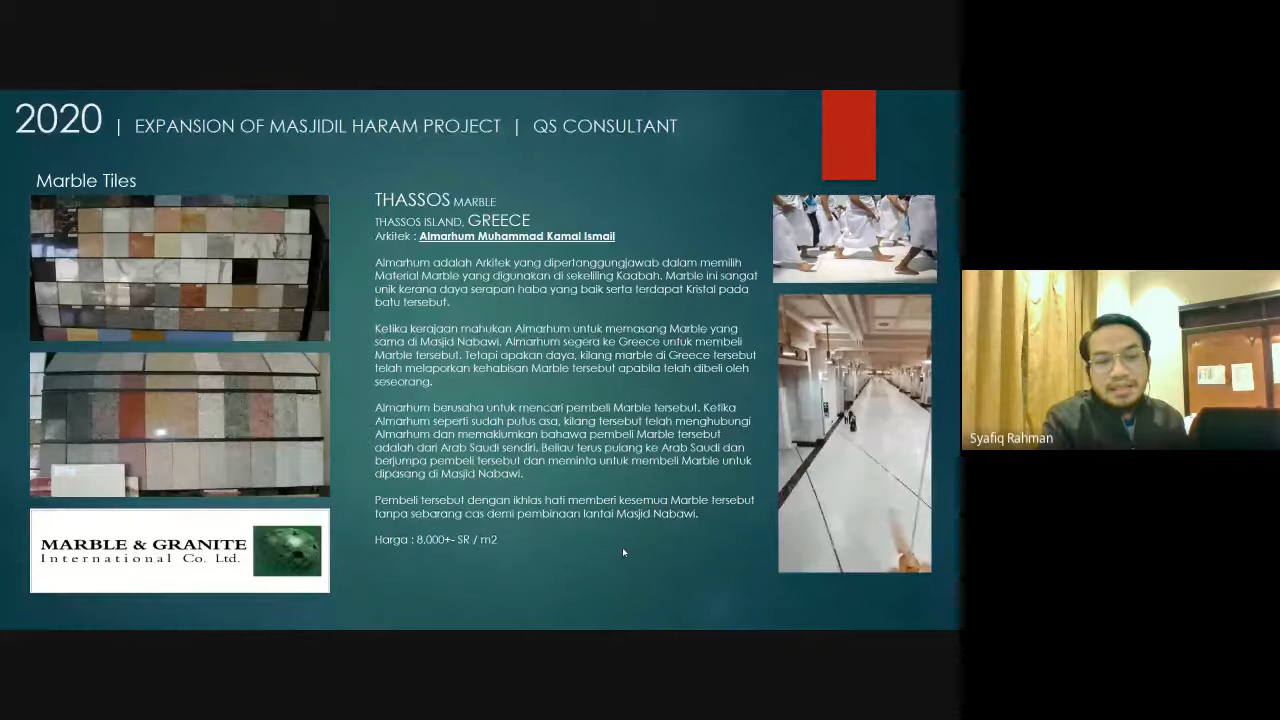 2020 | EXPANSION OF MASJIDIL HARAM PROJECT | QS CONSULTANT
Marble Tiles
THASSOS MARBLE
THASSOS ISLAND, GREECE
Arkitek : Almarhum Muhammad Kamal Ismail
Almarhum adalah Arkitek yang dipertanggungjawab dalam memilih
Material Marble yang digunakan di sekeliling Kaabah. Marble ini sangat
unik kerana daya serapan haba yang baik serta terdapat Kristal pada
batu tersebut.
Ketika kerajaan mahukan Almarhum untuk memasang Marble yang
sama di Masjid Nabawi. Almarhum segera ke Greece untuk membeli
Marble tersebut. Tetapi apakan daya, kilang marble di Greece tersebut
telah melaporkan kehabisan Marble tersebut apabila telah dibeli oleh
seseorang.
Almarhum berusaha untuk mencari pembeli Marble tersebut. Ketika
Almarhum seperti sudah putus asa, kilang tersebut telah menghubungi
Almarhum dan memaklumkan bahawa pembeli Marble tersebut
adalah dari Arab Saudi sendiri. Beliau terus pulang ke Arab Saudi dan
berjumpa pembeli tersebut dan meminta untuk membeli Marble untuk
dipasang di Masjid Nabawi.
Pembeli tersebut dengan ikhlas hati memberi kesemua Marble tersebut
tanpa sebarang cas demi pembinaan lantai Masjid Nabawi.
Harga : 8,000+- SR / m2
MARBLE & GRANITE
International Co. Ltd.
Syafiq Rahman